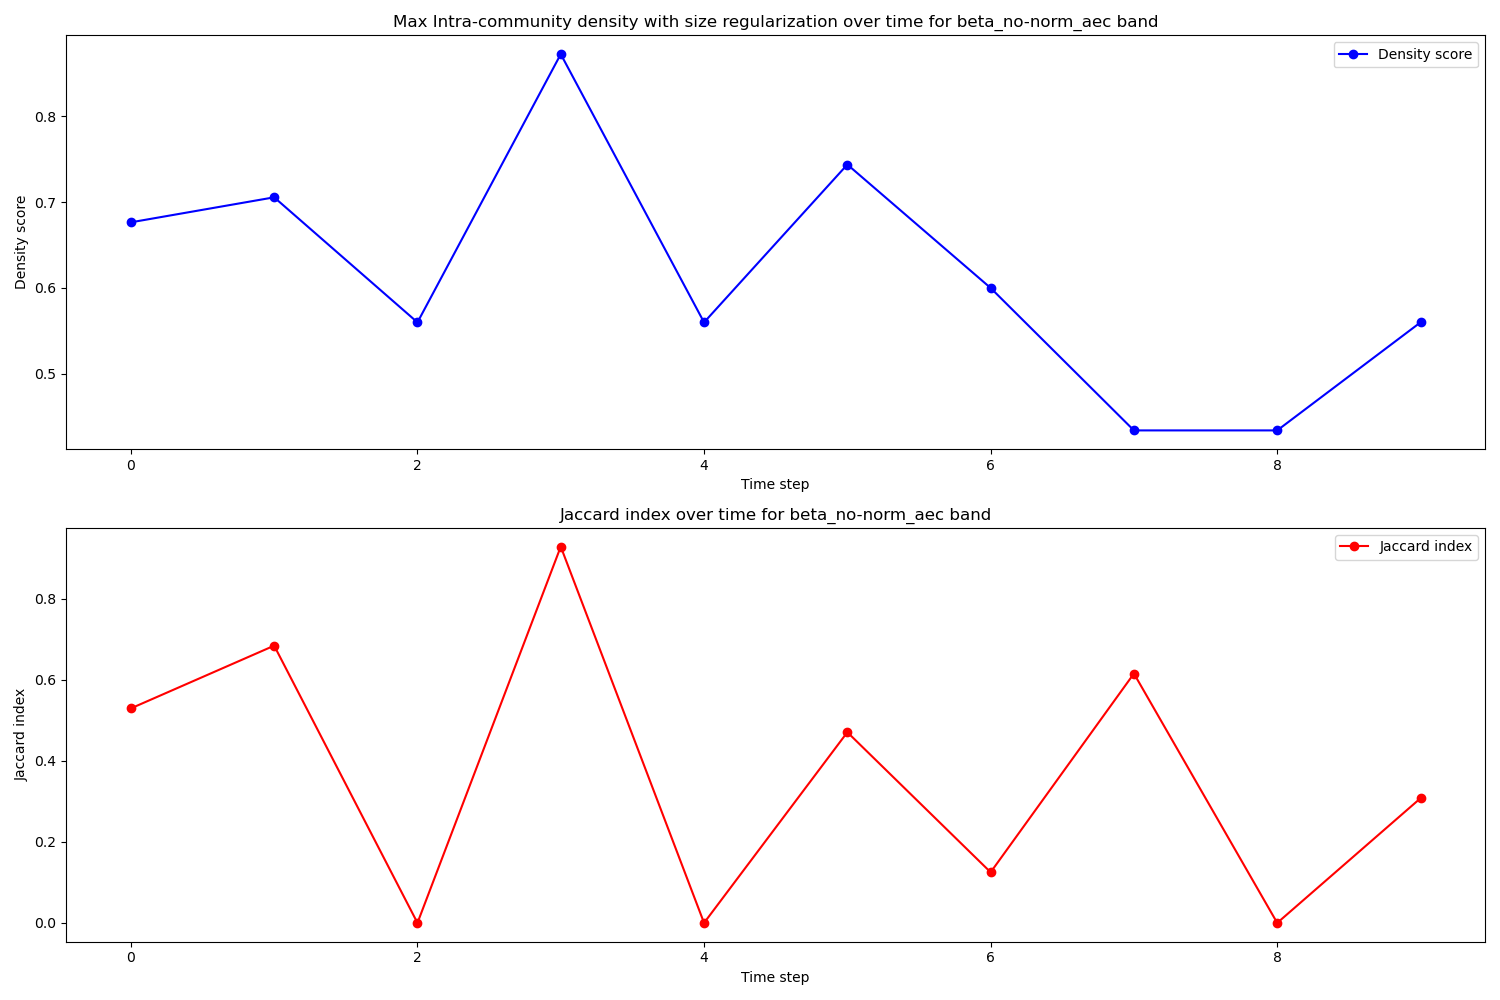 Max Intra-community density with size regularization over time for beta_no-norm_aec band
Density score
0.8
0.7
0.6
0.5
Density score
0 2 4 6 8
Time step
Jaccard index over time for beta_no-norm_aec band
Jaccard index
0.8
0.6
0.4
0.2
0.0
Jaccard index
0 2 4 6 8
Time step